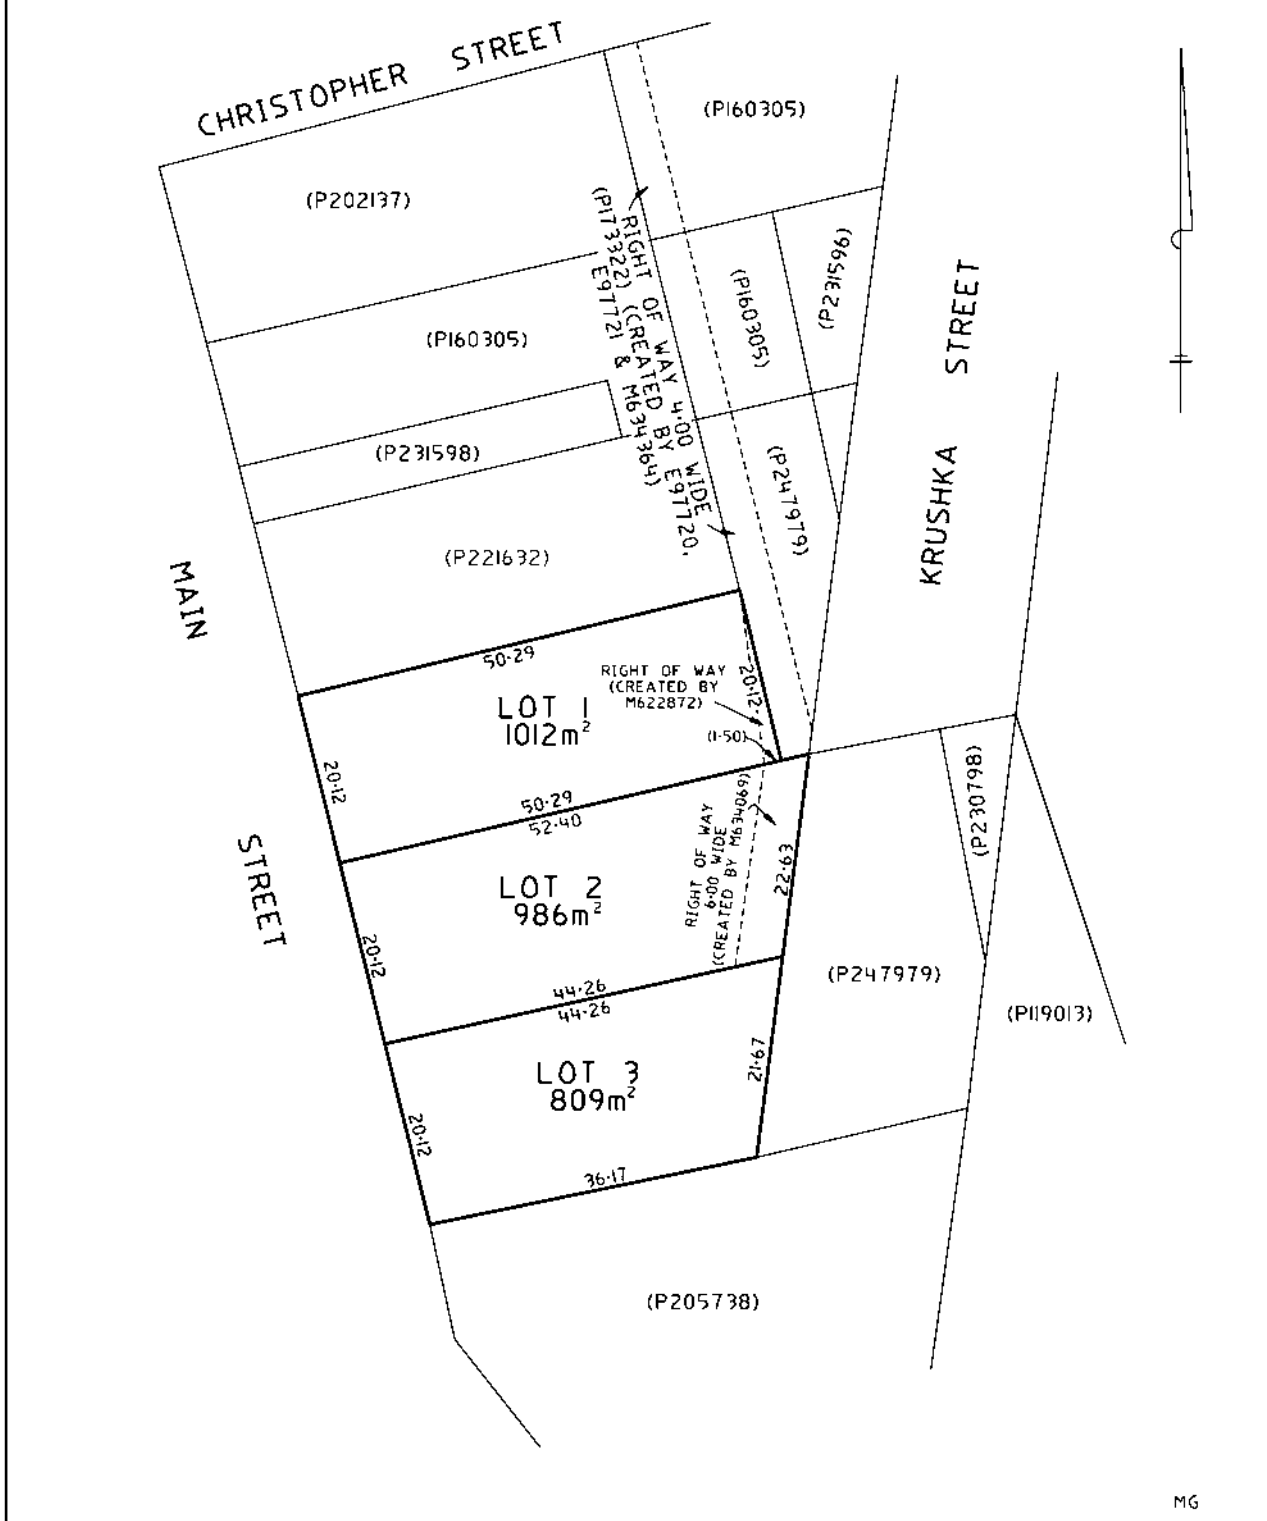 CHRISTOPHER STREET
(P160305)
(P202137)
RIGHT OF WAY 4·00 WIDE
(P173322) (CREATED BY E97720,
E97721 & M634364)
(P160305)
(P231596)
(P160305)
KRUSHKA STREET
(P231598)
(P247979)
(P221632)
MAIN STREET
50·29
RIGHT OF WAY
(CREATED BY
M622872)
20·12
LOT 1
1012m²
(1·50)
20·12
50·29
52·40
RIGHT OF WAY
6·00 WIDE
(CREATED BY M634069)
22·63
(P230798)
LOT 2
986m²
20·12
44·26
44·26
(P247979)
(P119013)
LOT 3
809m²
21·67
20·12
36·17
(P205738)
MG